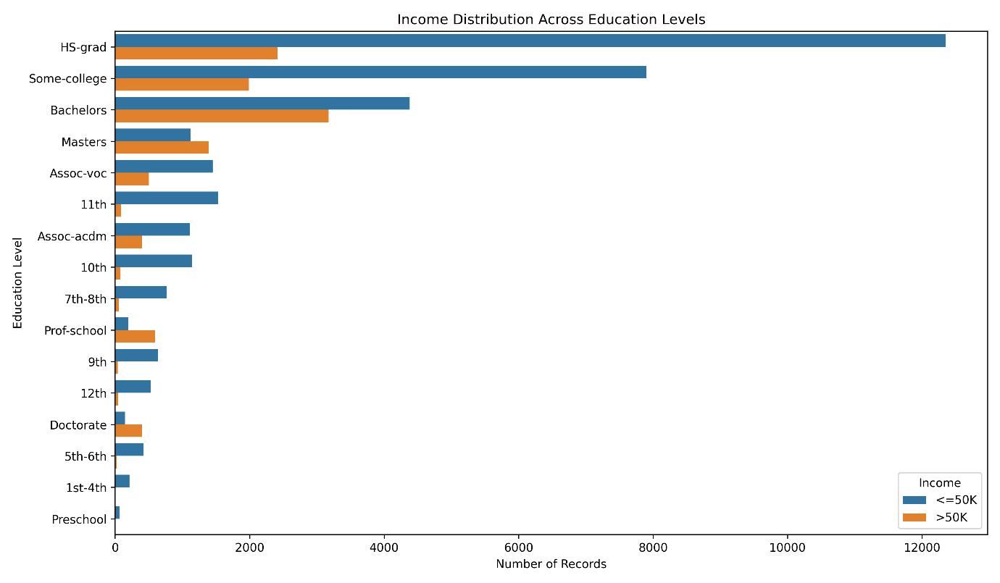 Income Distribution Across Education Levels
Education Level
HS-grad
Some-college
Bachelors
Masters
Assoc-voc
11th
Assoc-acdm
10th
7th-8th
Prof-school
9th
12th
Doctorate
5th-6th
1st-4th
Preschool
Income
<=50K
>50K
0 2000 4000 6000 8000 10000 12000
Number of Records